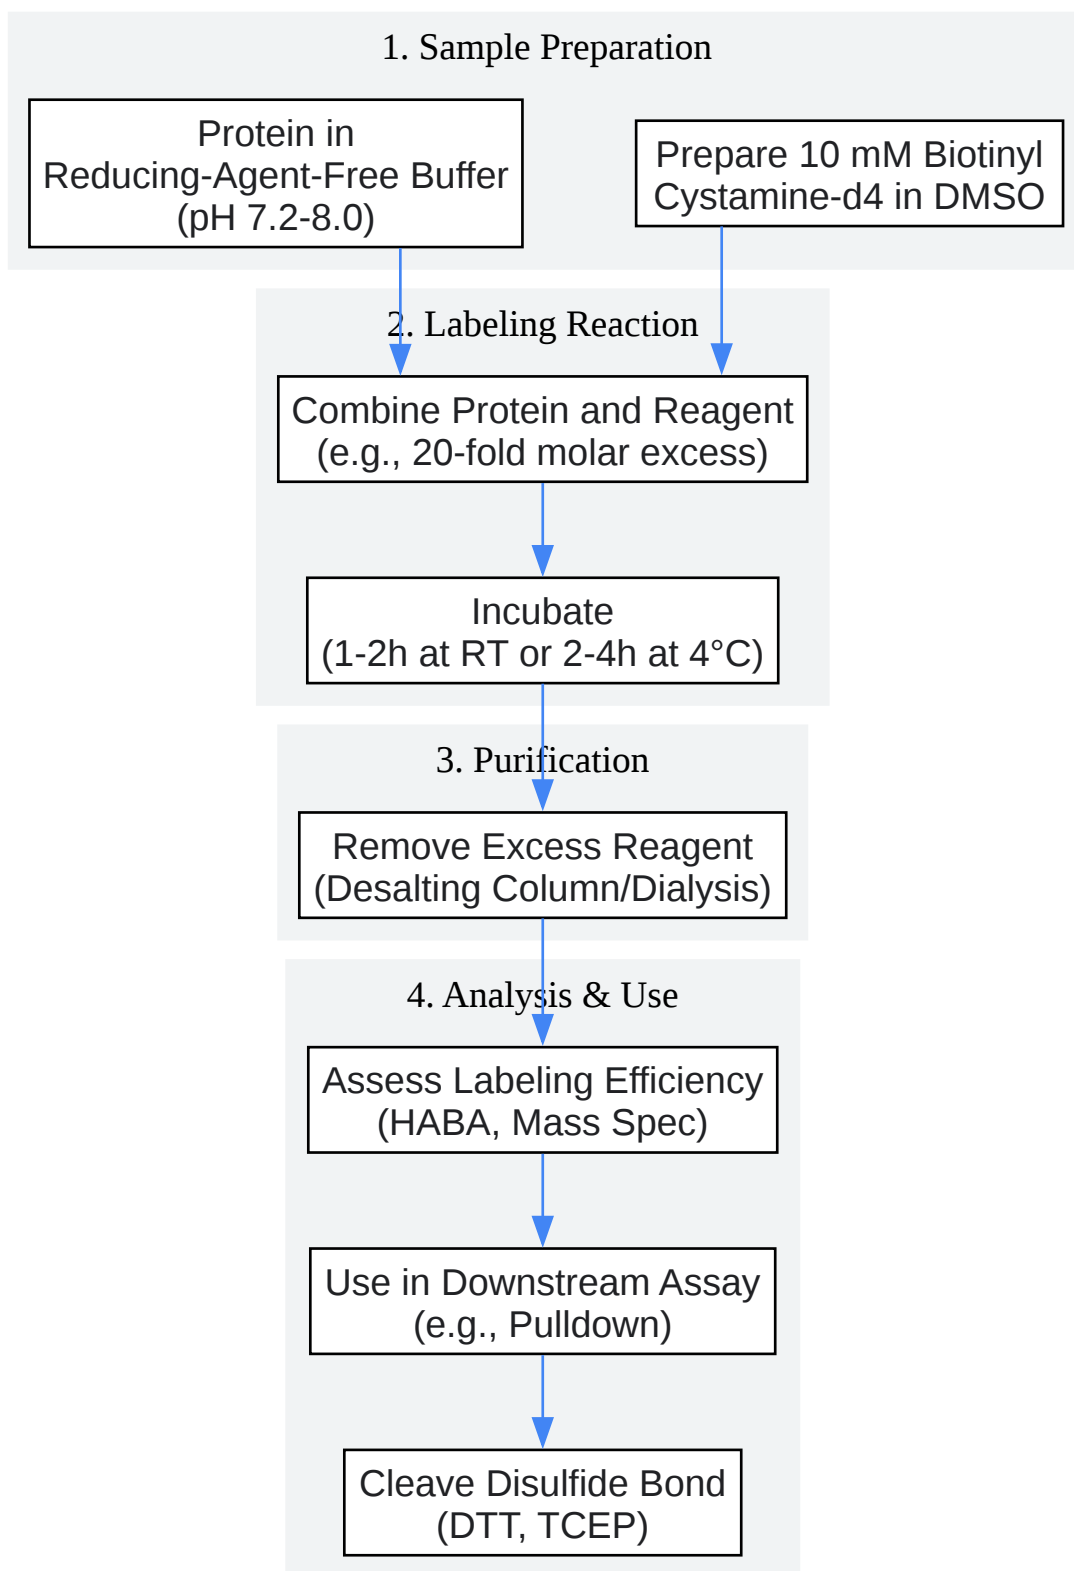 1. Sample Preparation
Protein in
Reducing-Agent-Free Buffer
(pH 7.2-8.0)
Prepare 10 mM Biotinyl
Cystamine-d4 in DMSO
2. Labeling Reaction
Combine Protein and Reagent
(e.g., 20-fold molar excess)
Incubate
(1-2h at RT or 2-4h at 4°C)
3. Purification
Remove Excess Reagent
(Desalting Column/Dialysis)
4. Analysis & Use
Assess Labeling Efficiency
(HABA, Mass Spec)
Use in Downstream Assay
(e.g., Pulldown)
Cleave Disulfide Bond
(DTT, TCEP)